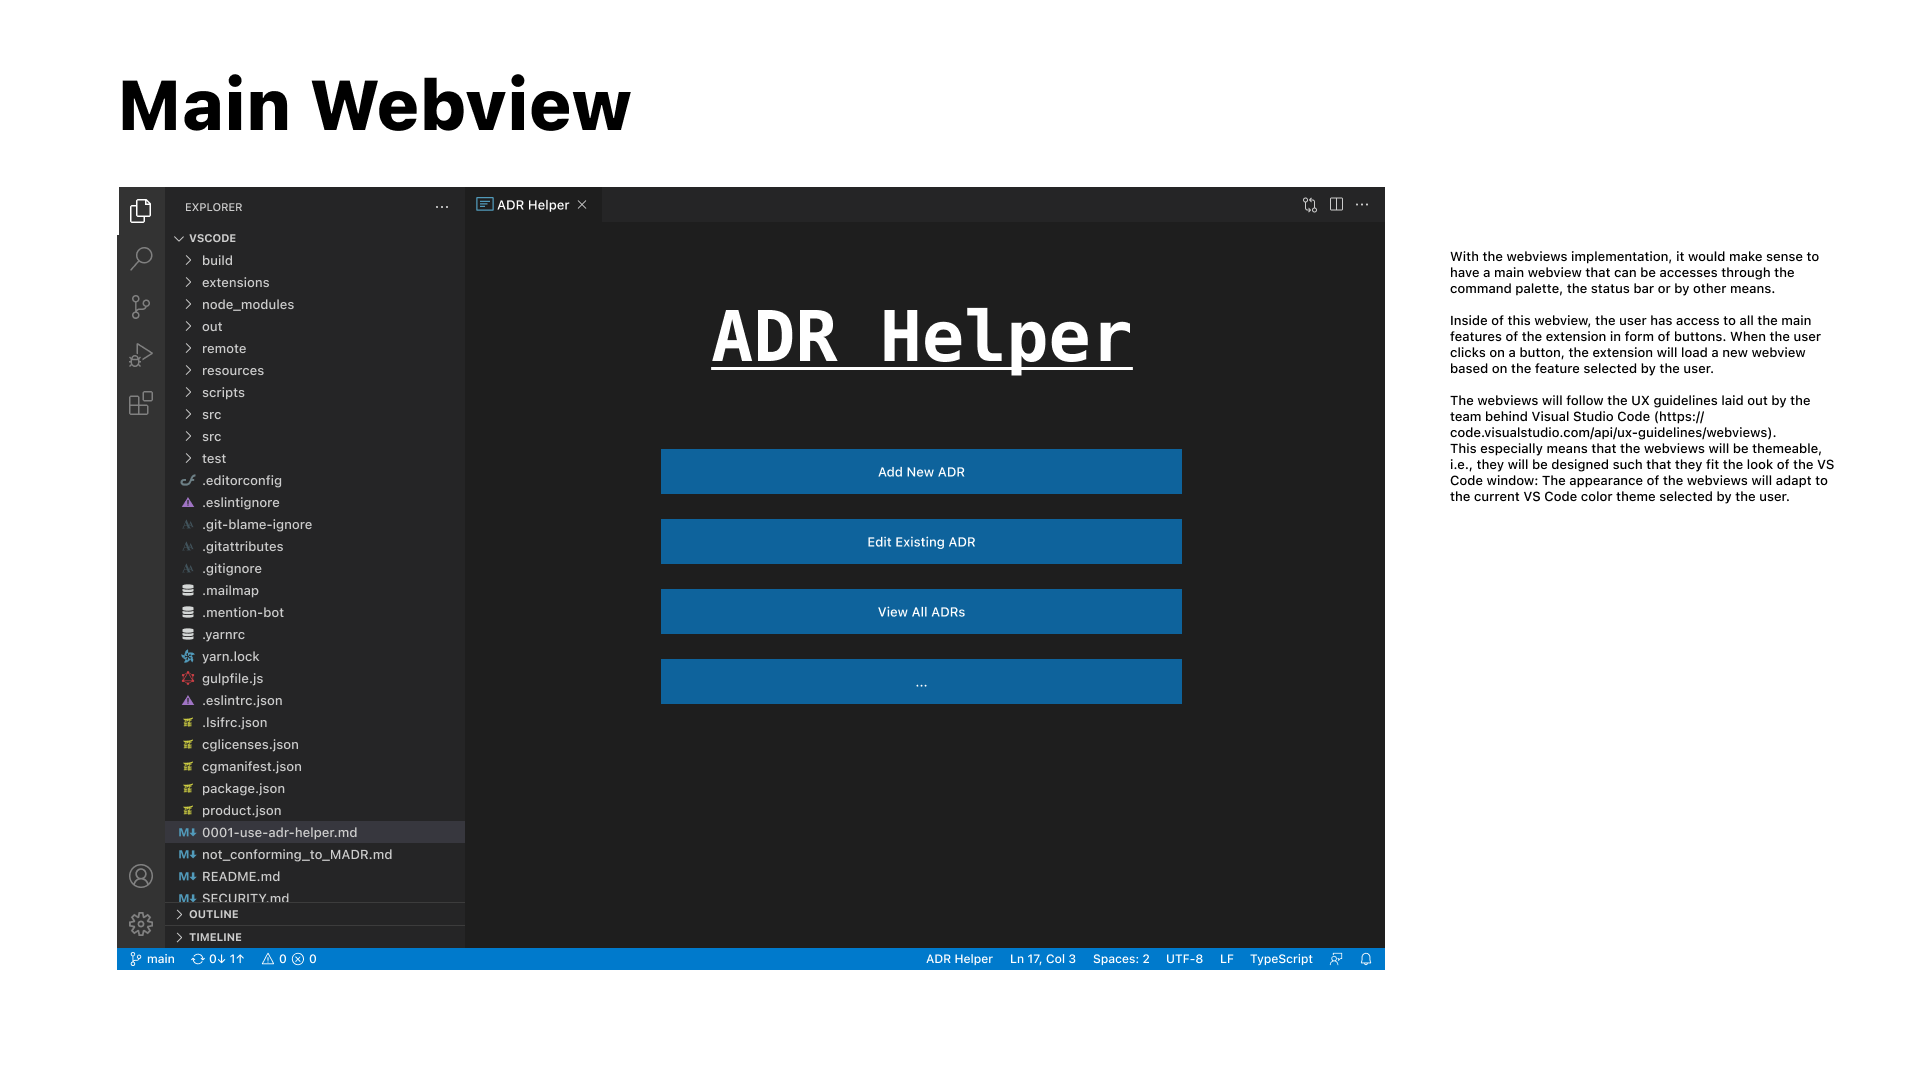 Main Webview
EXPLORER
VSCODE
build
extensions
node_modules
out
remote
resources
scripts
src
src
test
.editorconfig
.eslintignore
.git-blame-ignore
.gitattributes
.gitignore
.mailmap
.mention-bot
.yarnrc
yarn.lock
gulpfile.js
.eslintrc.json
.lsifrc.json
cglicenses.json
cgmanifest.json
package.json
product.json
M↓ 0001-use-adr-helper.md
M↓ not_conforming_to_MADR.md
M↓ README.md
M↓ SECURITY.md
OUTLINE
TIMELINE
ADR Helper
ADR Helper
Add New ADR
Edit Existing ADR
View All ADRs
...
main 0↓ 1↑ 0 0
ADR Helper Ln 17, Col 3 Spaces: 2 UTF-8 LF TypeScript
With the webviews implementation, it would make sense to
have a main webview that can be accesses through the
command palette, the status bar or by other means.
Inside of this webview, the user has access to all the main
features of the extension in form of buttons. When the user
clicks on a button, the extension will load a new webview
based on the feature selected by the user.
The webviews will follow the UX guidelines laid out by the
team behind Visual Studio Code (https://
code.visualstudio.com/api/ux-guidelines/webviews).
This especially means that the webviews will be themeable,
i.e., they will be designed such that they fit the look of the VS
Code window: The appearance of the webviews will adapt to
the current VS Code color theme selected by the user.